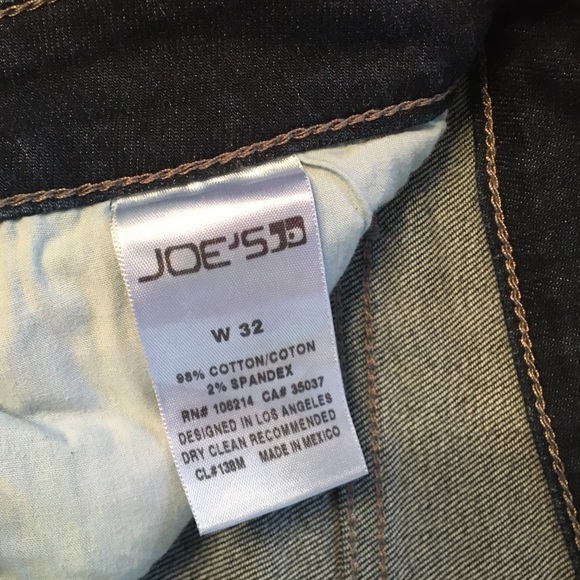 JOE'S
W 32
98% COTTON/COTON
2% SPANDEX
RN# 106214 CA# 35037
DESIGNED IN LOS ANGELES
DRY CLEAN RECOMMENDED
CL#138M MADE IN MEXICO